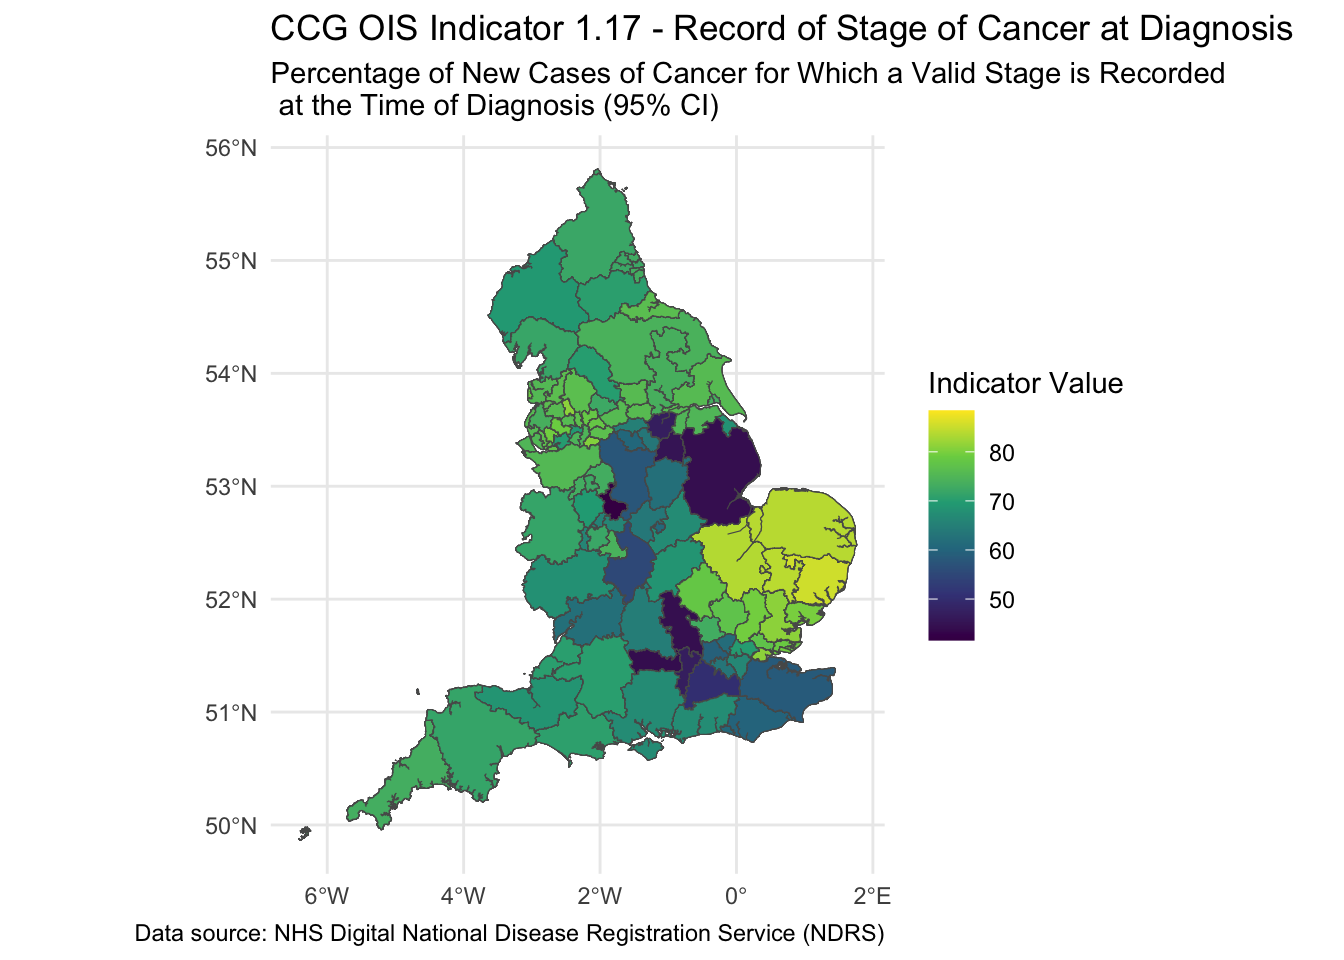 CCG OIS Indicator 1.17 - Record of Stage of Cancer at Diagnosis
Percentage of New Cases of Cancer for Which a Valid Stage is Recorded
at the Time of Diagnosis (95% CI)
56°N
55°N
54°N
53°N
52°N
51°N
50°N
6°W
4°W
2°W
0°
2°E
Indicator Value
80
70
60
50
Data source: NHS Digital National Disease Registration Service (NDRS)